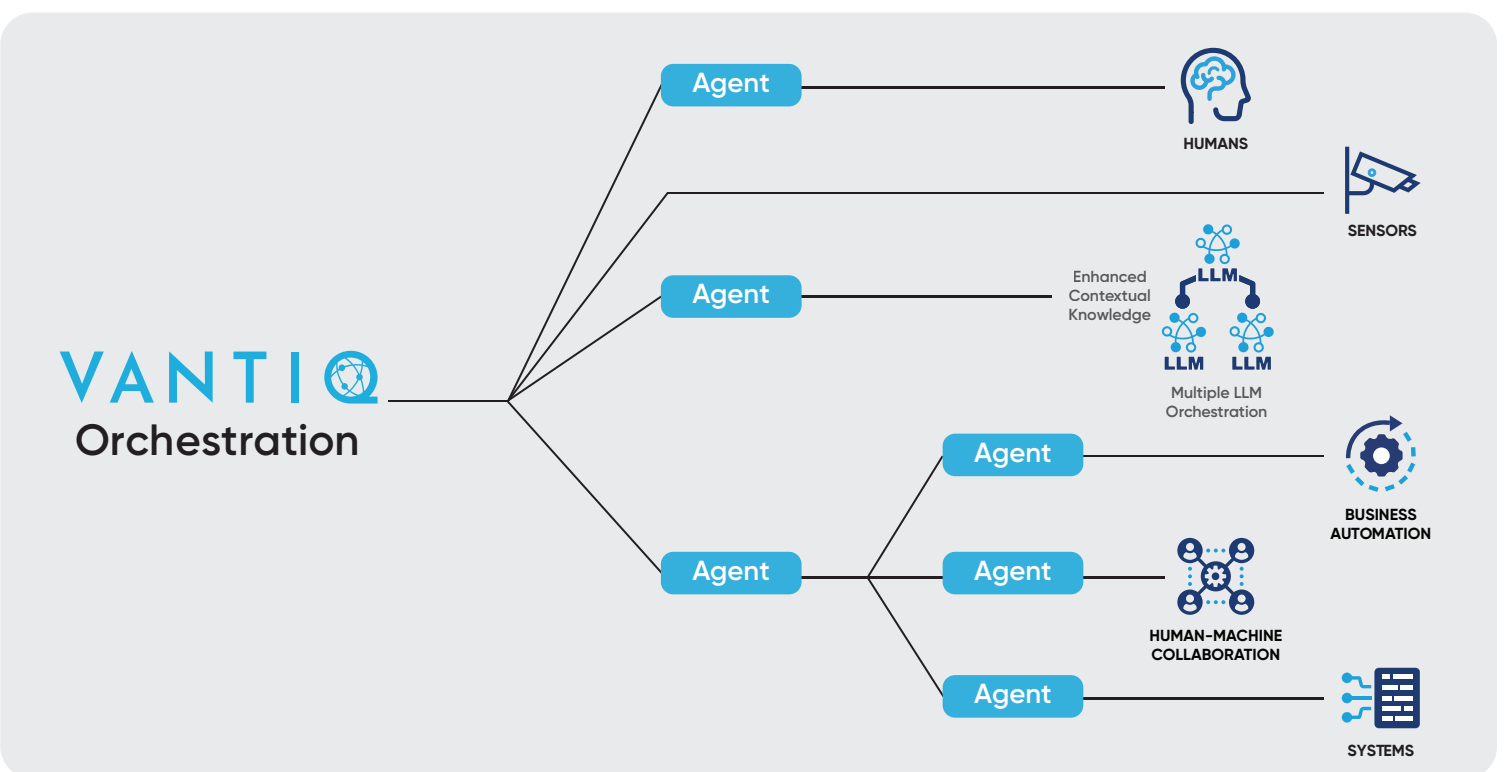 Agent
HUMANS
SENSORS
LLM
Agent
Enhanced
Contextual
Knowledge
LLM
LLM
Multiple LLM
Orchestration
VANTIQ
Orchestration
Agent
BUSINESS
AUTOMATION
Agent
Agent
HUMAN-MACHINE
COLLABORATION
Agent
SYSTEMS